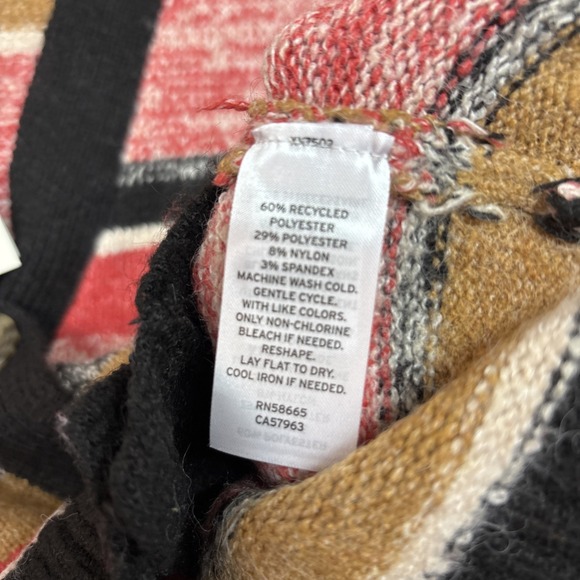 60% RECYCLED
POLYESTER
29% POLYESTER
8% NYLON
3% SPANDEX
MACHINE WASH COLD.
GENTLE CYCLE.
WITH LIKE COLORS.
ONLY NON-CHLORINE
BLEACH IF NEEDED.
RESHAPE.
LAY FLAT TO DRY.
COOL IRON IF NEEDED.
RN58665
CA57963